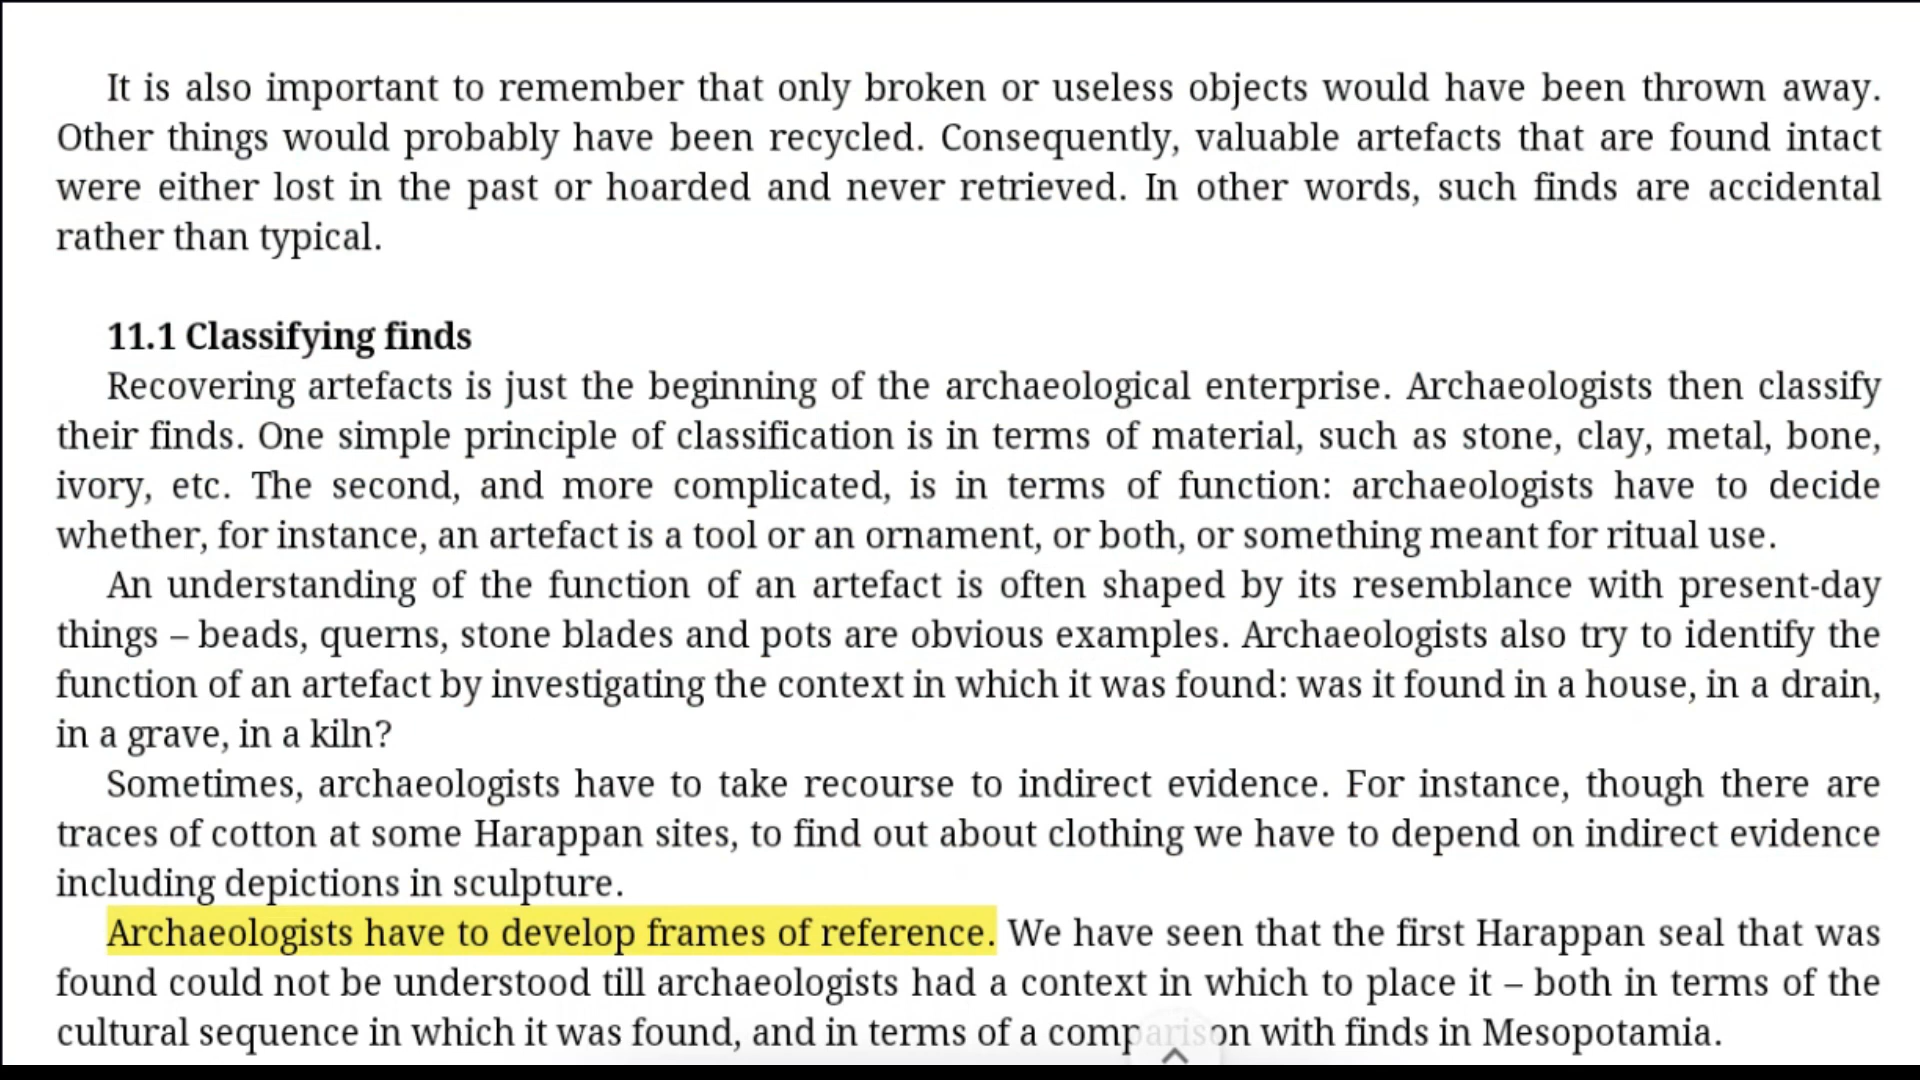 It is also important to remember that only broken or useless objects would have been thrown away.
Other things would probably have been recycled. Consequently, valuable artefacts that are found intact
were either lost in the past or hoarded and never retrieved. In other words, such finds are accidental
rather than typical.
11.1 Classifying finds
Recovering artefacts is just the beginning of the archaeological enterprise. Archaeologists then classify
their finds. One simple principle of classification is in terms of material, such as stone, clay, metal, bone,
ivory, etc. The second, and more complicated, is in terms of function: archaeologists have to decide
whether, for instance, an artefact is a tool or an ornament, or both, or something meant for ritual use.
An understanding of the function of an artefact is often shaped by its resemblance with present-day
things – beads, querns, stone blades and pots are obvious examples. Archaeologists also try to identify the
function of an artefact by investigating the context in which it was found: was it found in a house, in a drain,
in a grave, in a kiln?
Sometimes, archaeologists have to take recourse to indirect evidence. For instance, though there are
traces of cotton at some Harappan sites, to find out about clothing we have to depend on indirect evidence
including depictions in sculpture.
Archaeologists have to develop frames of reference. We have seen that the first Harappan seal that was
found could not be understood till archaeologists had a context in which to place it – both in terms of the
cultural sequence in which it was found, and in terms of a comparison with finds in Mesopotamia.